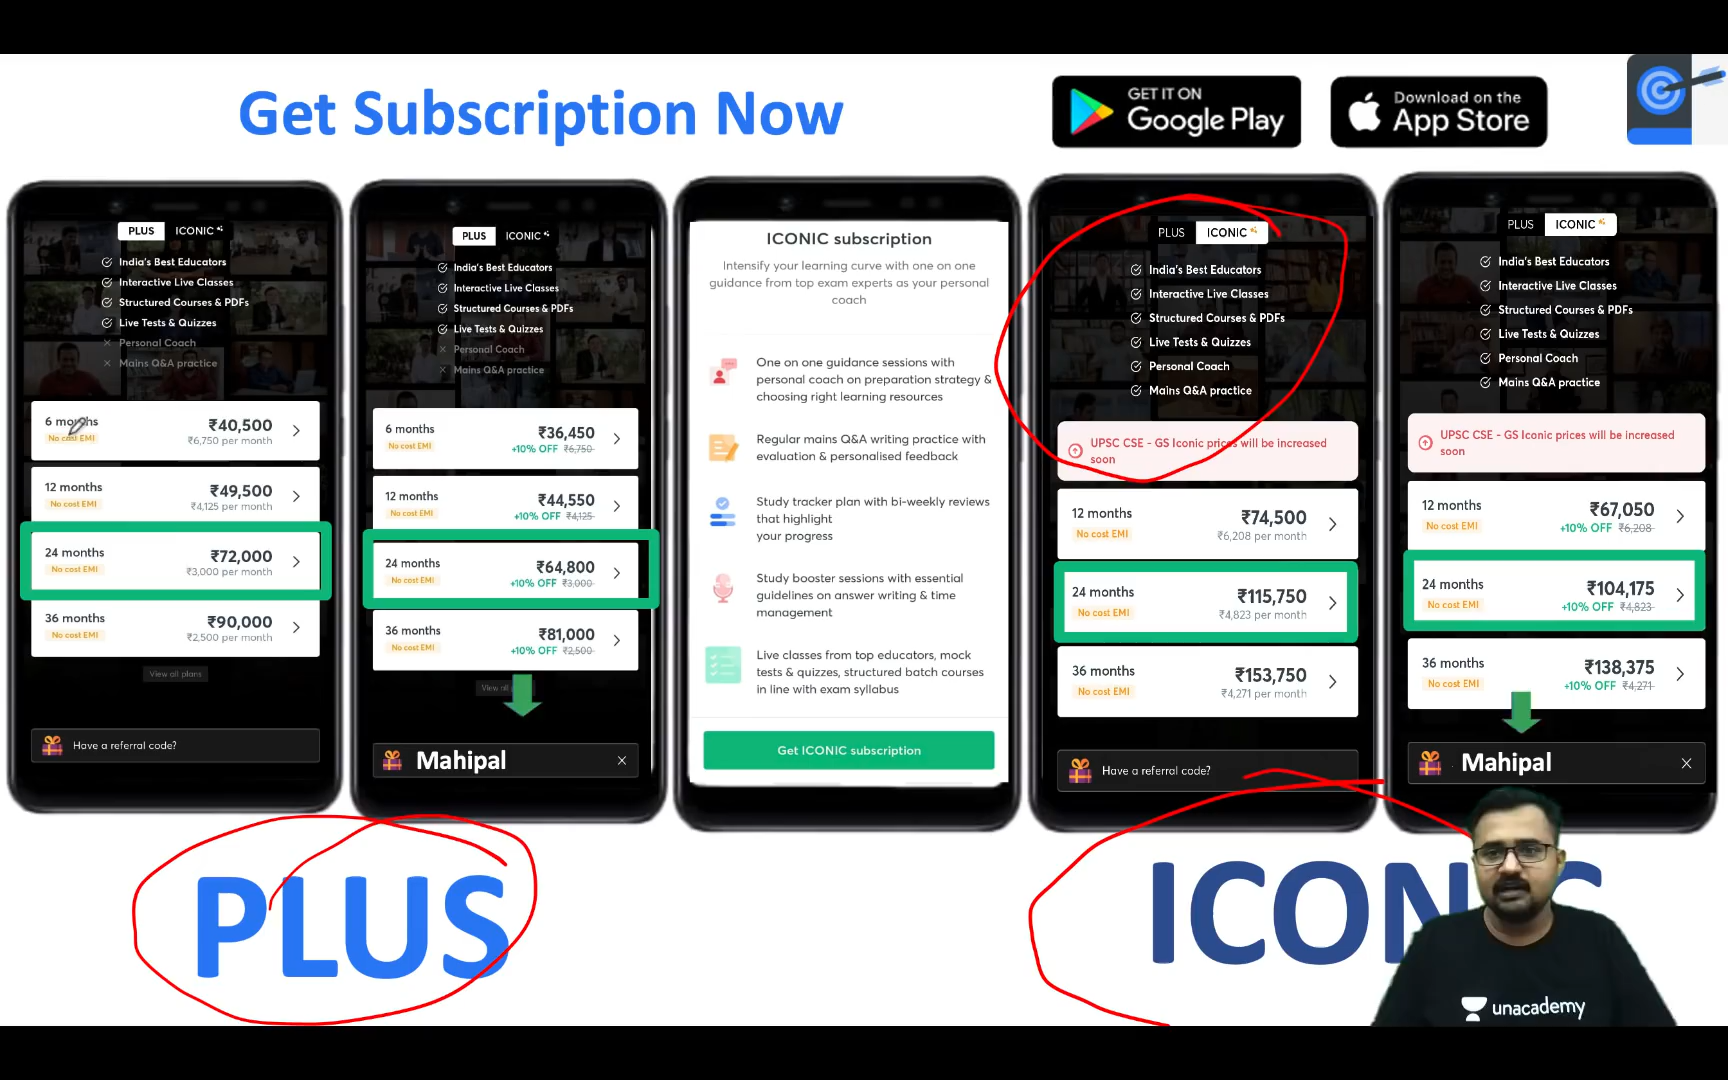 Get Subscription Now
GET IT ON
Google Play
Download on the
App Store
PLUS ICONIC
India's Best Educators
Interactive Live Classes
Structured Courses & PDFs
Live Tests & Quizzes
Personal Coach
Mains Q&A practice
6 months ₹40,500
No cost EMI ₹6,750 per month
12 months ₹49,500
No cost EMI ₹4,125 per month
24 months ₹72,000
No cost EMI ₹3,000 per month
36 months ₹90,000
No cost EMI ₹2,500 per month
View all plans
Have a referral code?
PLUS ICONIC
India's Best Educators
Interactive Live Classes
Structured Courses & PDFs
Live Tests & Quizzes
Personal Coach
Mains Q&A practice
6 months ₹36,450
No cost EMI +10% OFF ₹6,750
12 months ₹44,550
No cost EMI +10% OFF ₹4,125
24 months ₹64,800
No cost EMI +10% OFF ₹3,000
36 months ₹81,000
No cost EMI +10% OFF ₹2,500
View
Mahipal
ICONIC subscription
Intensify your learning curve with one on one
guidance from top exam experts as your personal
coach
One on one guidance sessions with
personal coach on preparation strategy &
choosing right learning resources
Regular mains Q&A writing practice with
evaluation & personalised feedback
Study tracker plan with bi-weekly reviews
that highlight
your progress
Study booster sessions with essential
guidelines on answer writing & time
management
Live classes from top educators, mock
tests & quizzes, structured batch courses
in line with exam syllabus
Get ICONIC subscription
PLUS ICONIC
India's Best Educators
Interactive Live Classes
Structured Courses & PDFs
Live Tests & Quizzes
Personal Coach
Mains Q&A practice
UPSC CSE - GS Iconic prices will be increased
soon
12 months ₹74,500
No cost EMI ₹6,208 per month
24 months ₹115,750
No cost EMI ₹4,823 per month
36 months ₹153,750
No cost EMI ₹4,271 per month
Have a referral code?
PLUS ICONIC
India's Best Educators
Interactive Live Classes
Structured Courses & PDFs
Live Tests & Quizzes
Personal Coach
Mains Q&A practice
UPSC CSE - GS Iconic prices will be increased
soon
12 months ₹67,050
No cost EMI +10% OFF ₹6,208
24 months ₹104,175
No cost EMI +10% OFF ₹4,823
36 months ₹138,375
No cost EMI +10% OFF ₹4,271
Mahipal
PLUS
ICONIC
unacademy